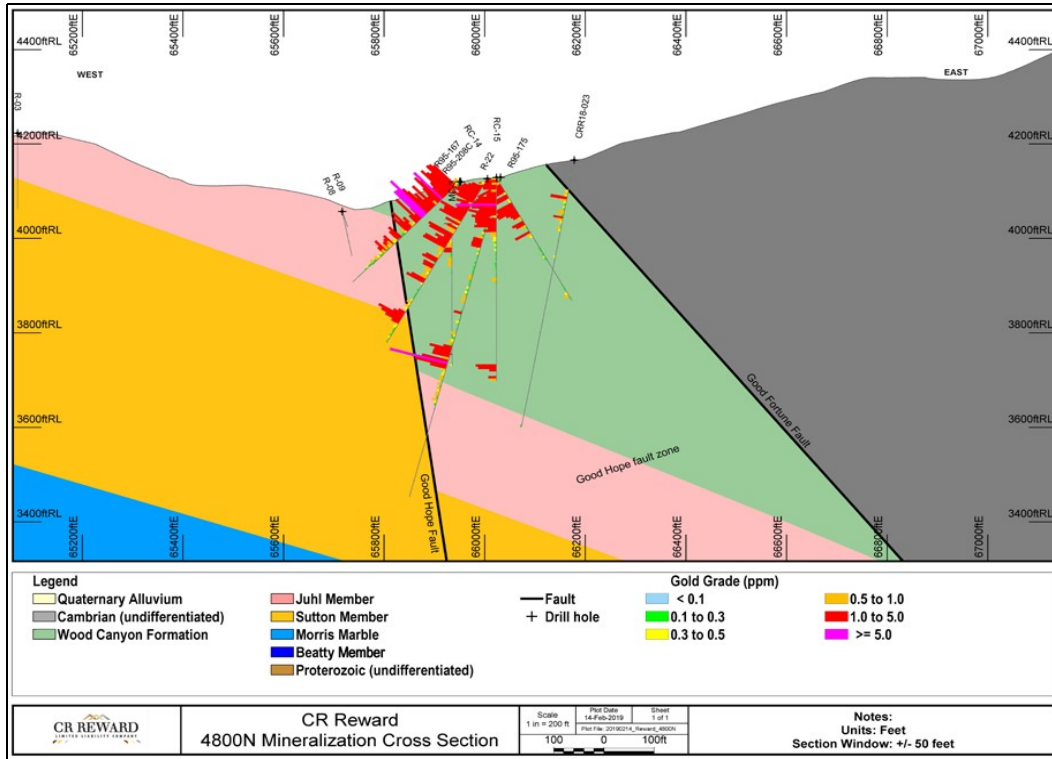 65200ftE
65400ftE
65600ftE
65800ftE
66000ftE
66200ftE
66400ftE
66600ftE
66800ftE
67000ftE
4400ftRL
4400ftRL
WEST
EAST
R-03
4200ftRL
4200ftRL
R95-167
R95-208C
RC-14
R-22
RC-15
R95-175
CRR18-023
R-08
R-09
4000ftRL
4000ftRL
3800ftRL
3800ftRL
3600ftRL
3600ftRL
Good Fortune Fault
Good Hope fault zone
Good Hope Fault
3400ftRL
3400ftRL
65200ftE
65400ftE
65600ftE
65800ftE
66000ftE
66200ftE
66400ftE
66600ftE
66800ftE
67000ftE
Legend
Quaternary Alluvium
Cambrian (undifferentiated)
Wood Canyon Formation
Juhl Member
Sutton Member
Morris Marble
Beatty Member
Proterozoic (undifferentiated)
Fault
Drill hole
Gold Grade (ppm)
< 0.1
0.1 to 0.3
0.3 to 0.5
0.5 to 1.0
1.0 to 5.0
>= 5.0
CR REWARD
LIMITED LIABILITY COMPANY
CR Reward
4800N Mineralization Cross Section
Scale
1 in = 200 ft
Plot Date
14-Feb-2019
Sheet
1 of 1
Plot File: 20190214_Reward_4800N
100 0 100ft
Notes:
Units: Feet
Section Window: +/- 50 feet